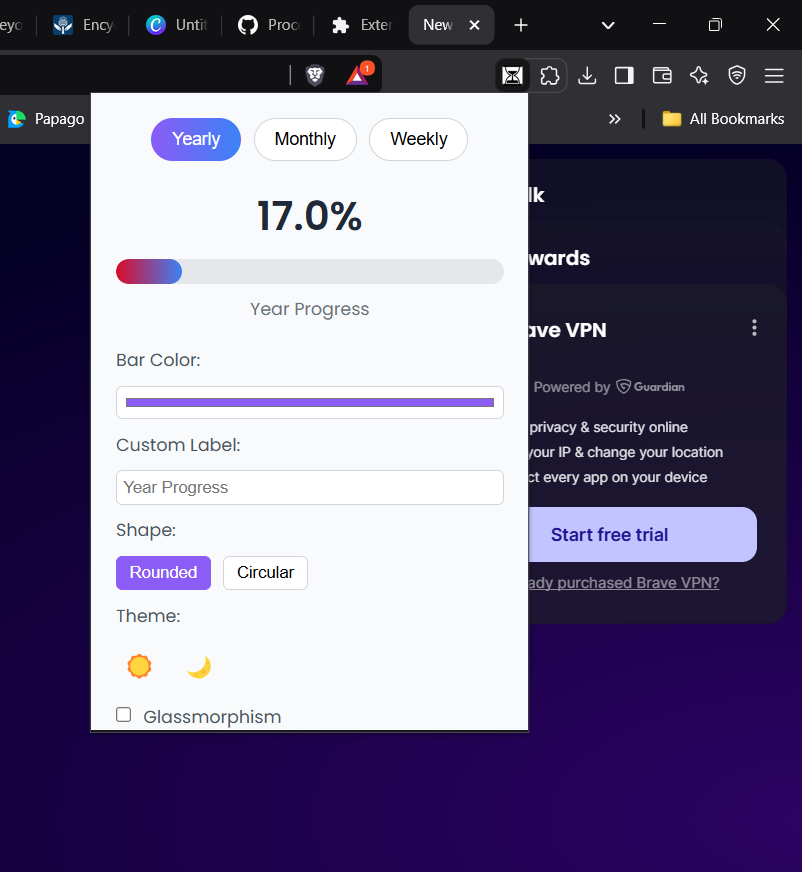 Ency
Untit
Proc
Exter
New
1
Papago
All Bookmarks
Yearly
Monthly
Weekly
17.0%
Year Progress
Bar Color:
Custom Label:
Year Progress
Shape:
Rounded
Circular
Theme:
Glassmorphism
lk
wards
ave VPN
Powered by Guardian
privacy & security online
your IP & change your location
ct every app on your device
Start free trial
ady purchased Brave VPN?